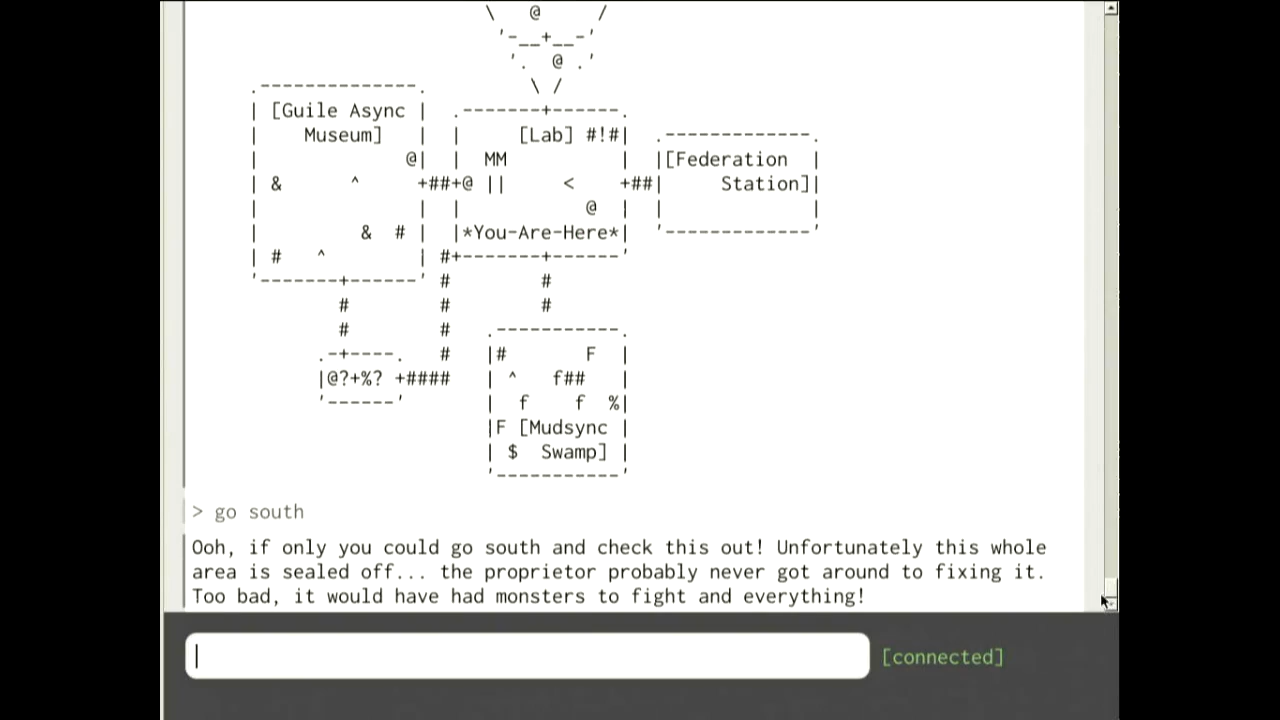 \   @     /
       '-__+__-'
        '.  @ .'
          \ /
.--------------.
| [Guile Async |  .-------+------.
|    Museum]   |  |     [Lab] #!#|  .-------------.
|             @|  |  MM          |  |[Federation  |
| &      ^     +##+@ ||     <    +##|     Station]|
|              |  |           @  |  |             |
|         &  # |  |*You-Are-Here*|  '-------------'
| #   ^        | #+-------+------'
'-------+------' #        #
        #        #        #
        #        #   .-----------.
      .-+----.   #   |#       F  |
      |@?+%? +####   | ^   f##   |
      '------'       |  f    f  %|
                     |F [Mudsync |
                     | $  Swamp] |
                     '-----------'
> go south
Ooh, if only you could go south and check this out! Unfortunately this whole
area is sealed off... the proprietor probably never got around to fixing it.
Too bad, it would have had monsters to fight and everything!
[connected]